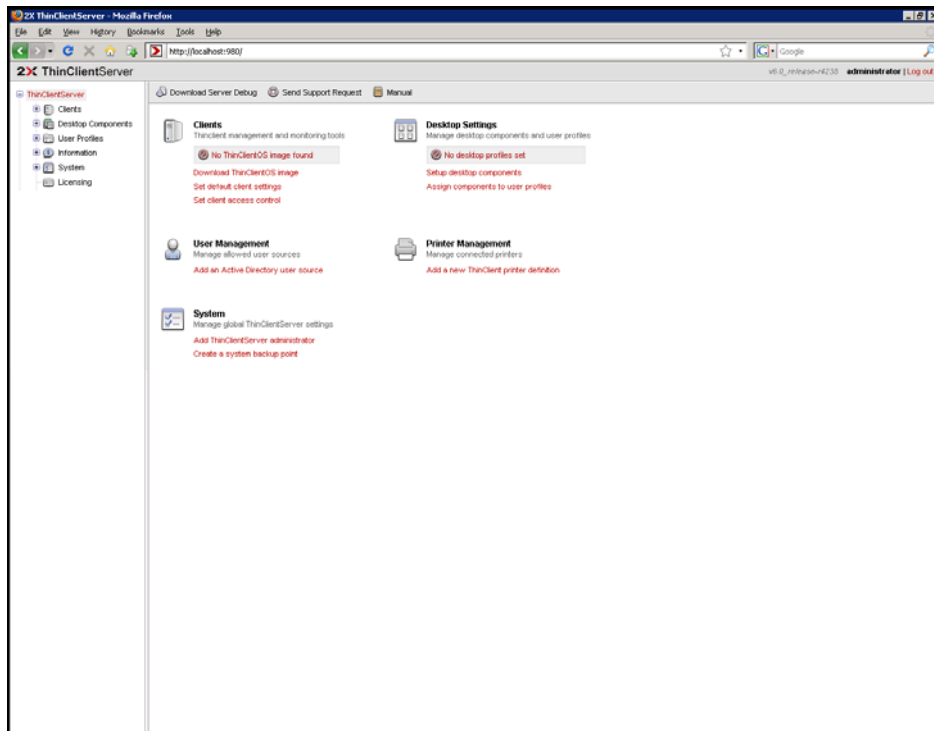 2X ThinClientServer - Mozilla Firefox
File Edit View History Bookmarks Tools Help
http://localhost:980/
Google
2X ThinClientServer
v6.0_release-r4238 administrator | Log out
ThinClientServer
Clients
Desktop Components
User Profiles
Information
System
Licensing
Download Server Debug Send Support Request Manual
Clients
Thinclient management and monitoring tools
No ThinClientOS image found
Download ThinClientOS image
Set default client settings
Set client access control
Desktop Settings
Manage desktop components and user profiles
No desktop profiles set
Setup desktop components
Assign components to user profiles
User Management
Manage allowed user sources
Add an Active Directory user source
Printer Management
Manage connected printers
Add a new ThinClient printer definition
System
Manage global ThinClientServer settings
Add ThinClientServer administrator
Create a system backup point